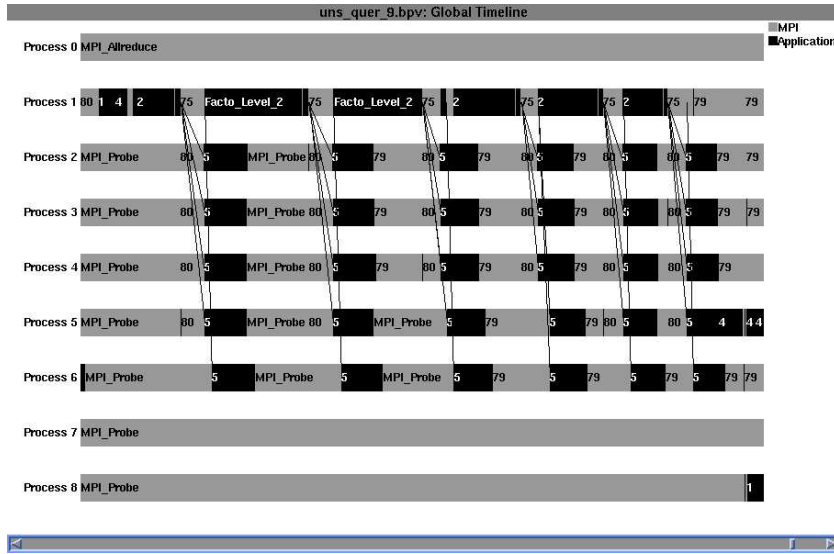 uns_quer_9.bpv: Global Timeline
MPI
Application
Process 0 MPI_Allreduce
Process 1 80 1 4 2 75 Facto_Level_2 75 Facto_Level_2 75 2 75 2 75 2 75 79 79
Process 2 MPI_Probe 80 5 MPI_Probe 80 5 79 80 5 79 80 5 79 80 5 79 80 5 79 79
Process 3 MPI_Probe 80 5 MPI_Probe 80 5 79 80 5 79 80 5 79 80 5 80 5 79 79
Process 4 MPI_Probe 80 5 MPI_Probe 80 5 79 80 5 79 80 5 79 80 5 80 5 79
Process 5 MPI_Probe 80 5 MPI_Probe 80 5 MPI_Probe 5 79 5 79 80 5 80 5 4 4 4
Process 6 MPI_Probe 5 MPI_Probe 5 MPI_Probe 5 79 5 79 5 79 5 79 79
Process 7 MPI_Probe
Process 8 MPI_Probe 1